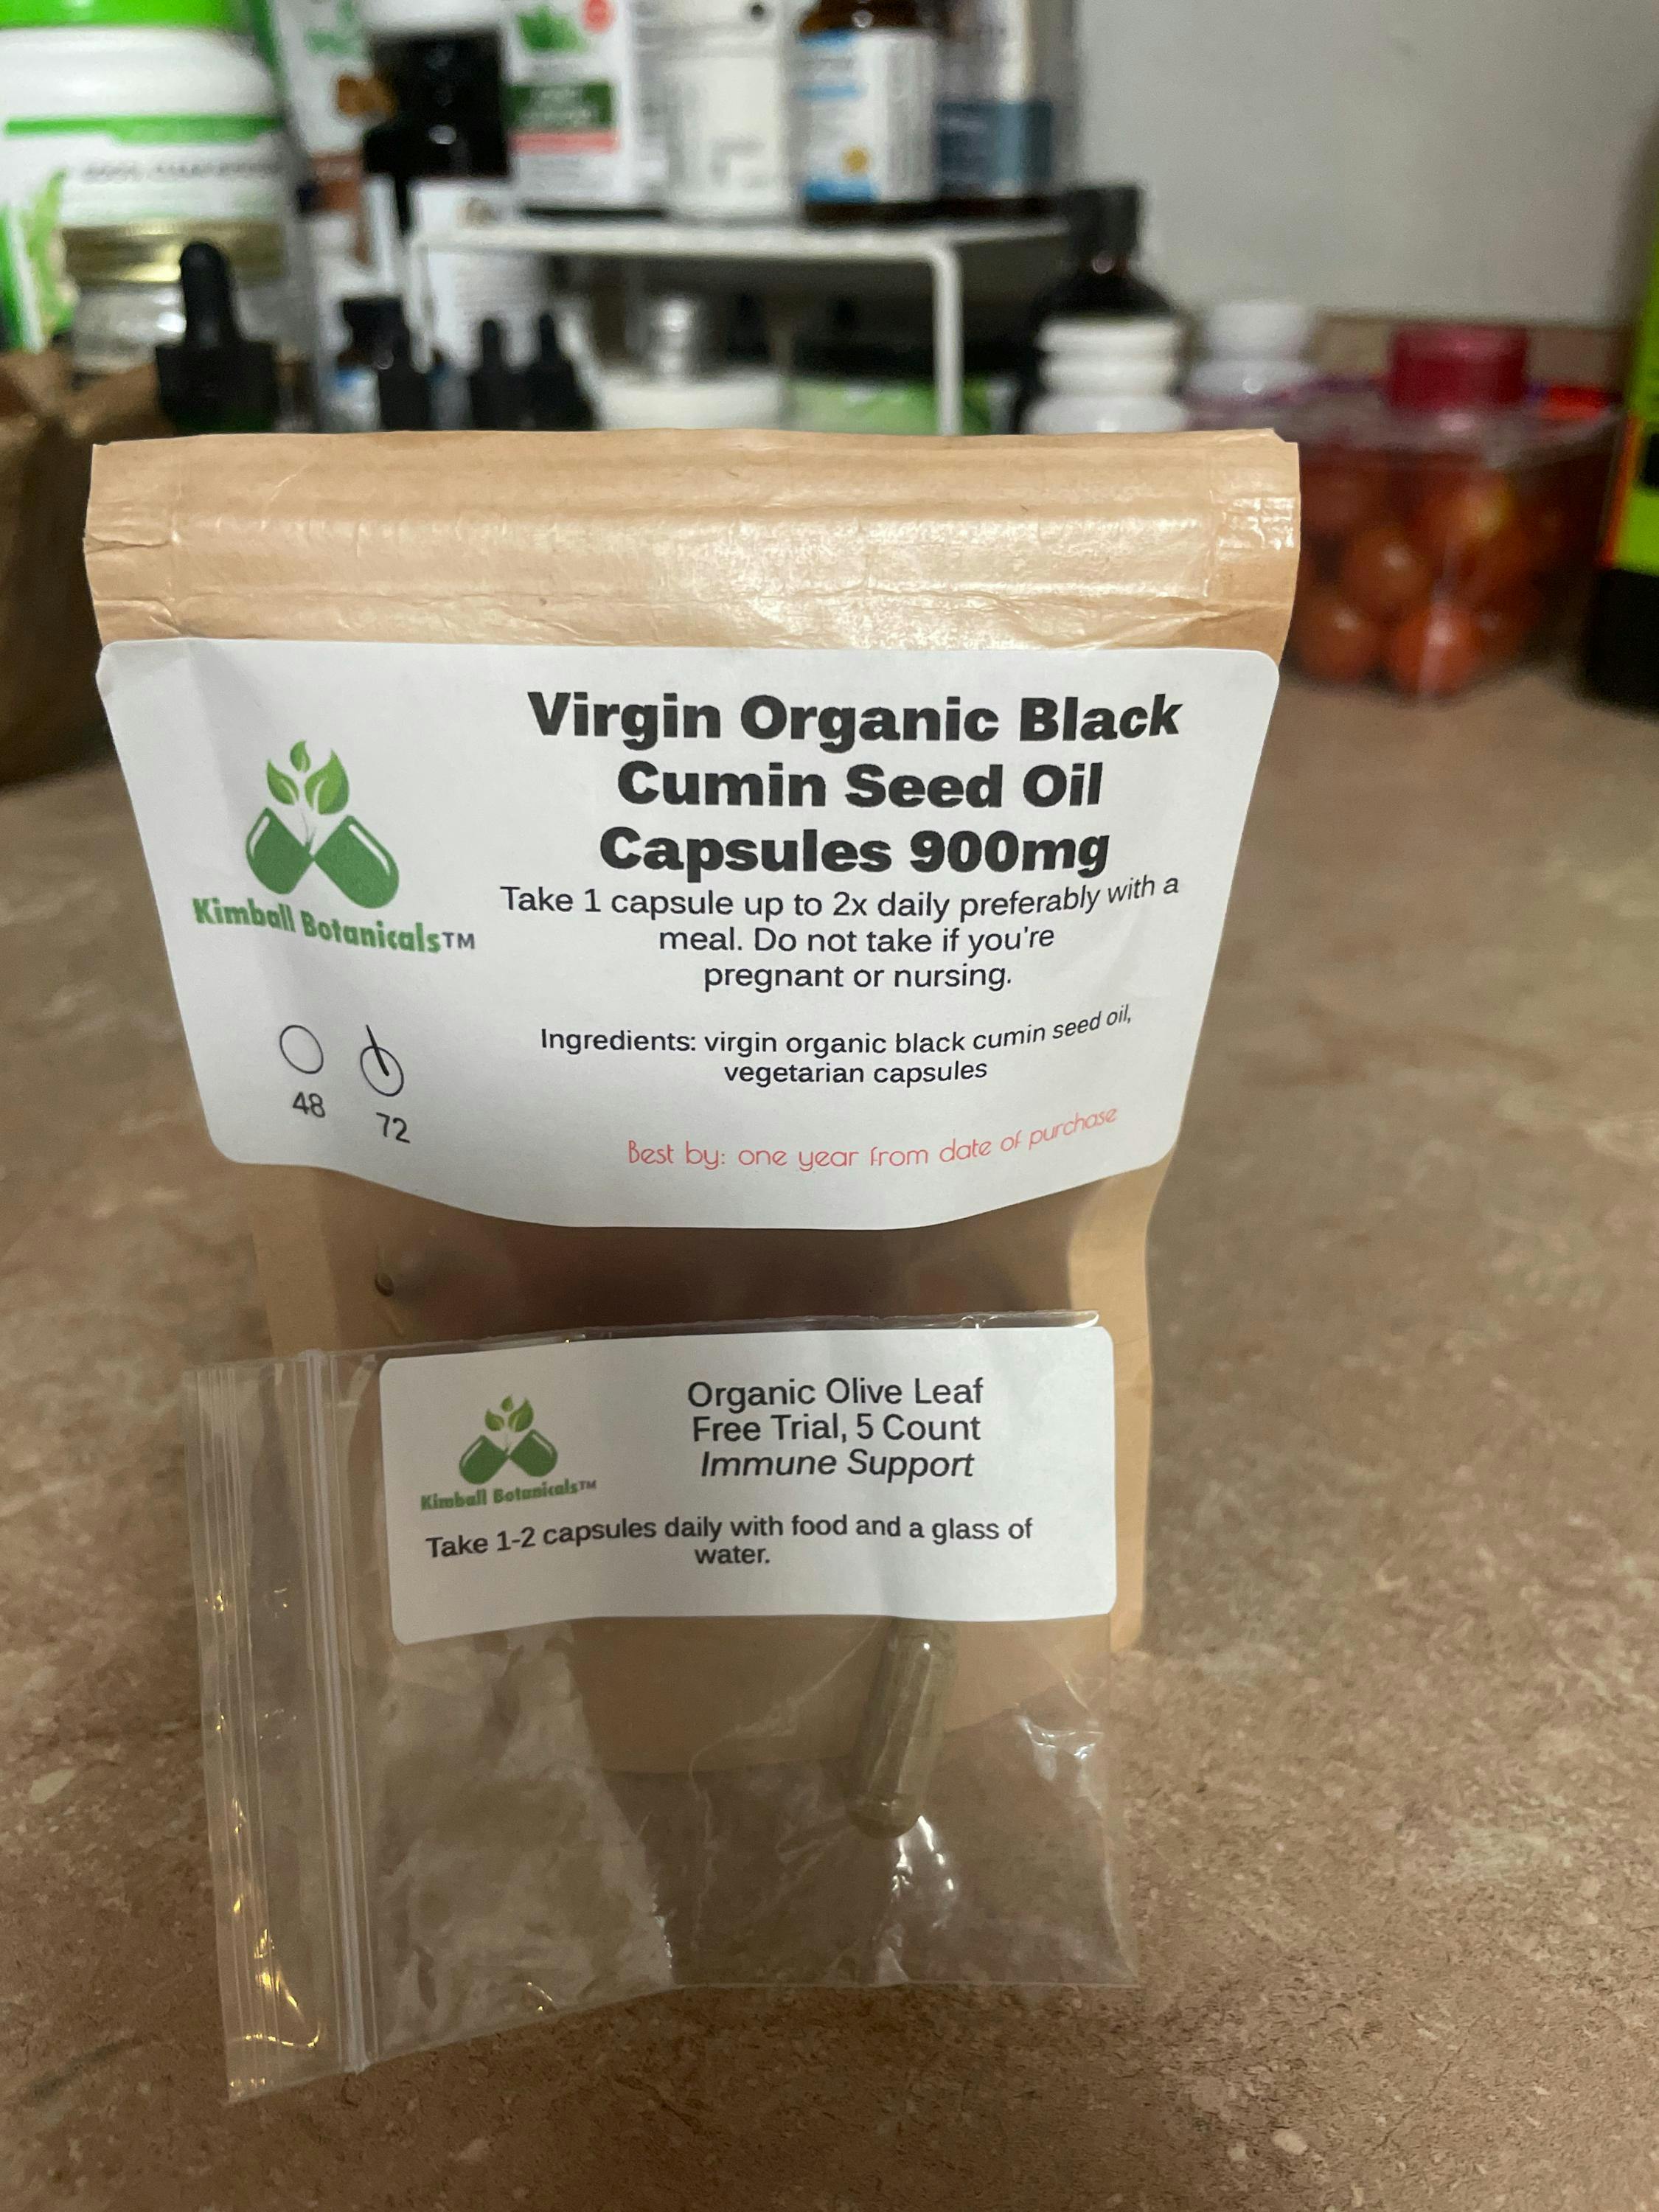 Virgin Organic Black
Cumin Seed Oil
Capsules 900mg
Kimball Botanicals™
Take 1 capsule up to 2x daily preferably with a
meal. Do not take if you're
pregnant or nursing.
Ingredients: virgin organic black cumin seed oil,
vegetarian capsules
48
72
Best by: one year from date of purchase
Organic Olive Leaf
Free Trial, 5 Count
Immune Support
Kimball Botanicals™
Take 1-2 capsules daily with food and a glass of
water.